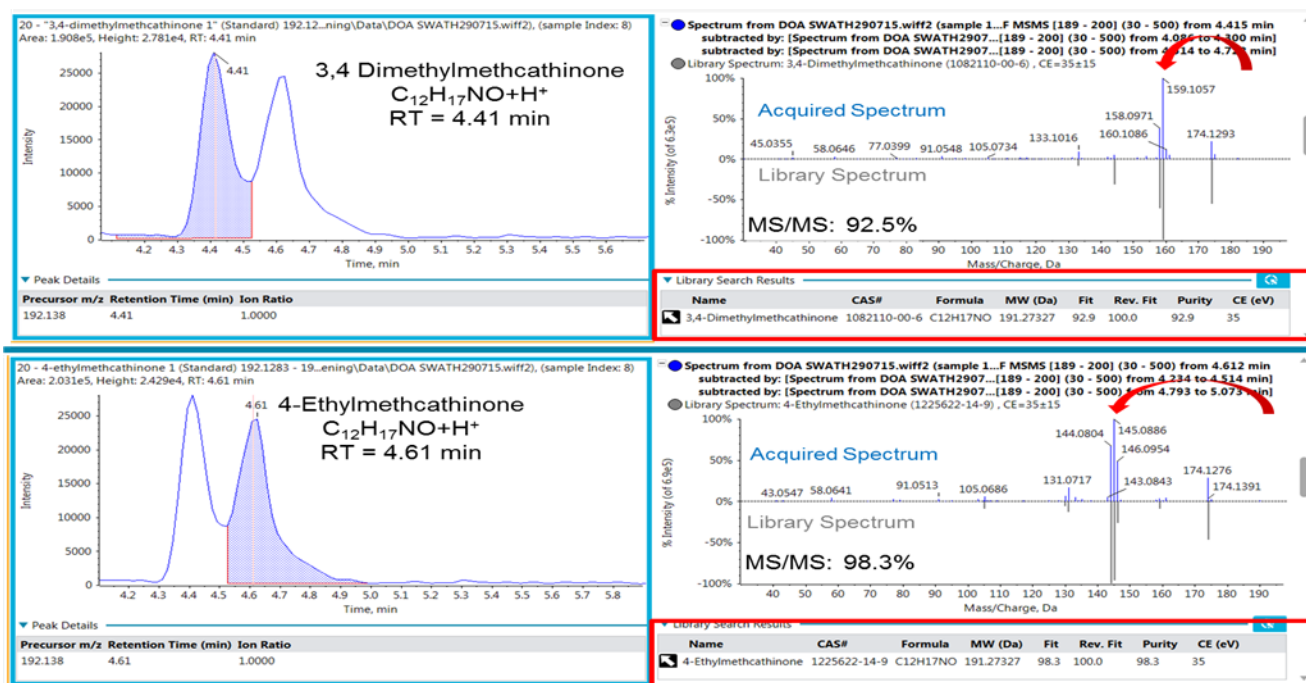 20 - "3,4-dimethylmethcathinone 1" (Standard) 192.12...ning\Data\DOA SWATH290715.wiff2), (sample Index: 8)
Area: 1.908e5, Height: 2.781e4, RT: 4.41 min
4.41
3,4 Dimethylmethcathinone
C₁₂H₁₇NO+H⁺
RT = 4.41 min
Intensity
25000
20000
15000
10000
5000
0
4.2 4.3 4.4 4.5 4.6 4.7 4.8 4.9 5.0 5.1 5.2 5.3 5.4 5.5 5.6
Time, min
Peak Details
Precursor m/z Retention Time (min) Ion Ratio
192.138 4.41 1.0000
Spectrum from DOA SWATH290715.wiff2 (sample 1...F MSMS [189 - 200] (30 - 500) from 4.415 min
subtracted by: [Spectrum from DOA SWATH2907...[189 - 200] (30 - 500) from 4.086 to 4.300 min]
subtracted by: [Spectrum from DOA SWATH2907...[189 - 200] (30 - 500) from
Library Spectrum: 3,4-Dimethylmethcathinone (1082110-00-6), CE=35±15
% Intensity (of 6.3e5)
100%
50%
0%
-50%
-100%
Acquired Spectrum
Library Spectrum
MS/MS: 92.5%
45.0355 58.0646 77.0399 91.0548 105.0734 133.1016 158.0971 159.1057 160.1086 174.1293
40 50 60 70 80 90 100 110 120 130 140 150 160 170 180 190
Mass/Charge, Da
Library Search Results
Name CAS# Formula MW (Da) Fit Rev. Fit Purity CE (eV)
3,4-Dimethylmethcathinone 1082110-00-6 C12H17NO 191.27327 92.9 100.0 92.9 35
20 - 4-ethylmethcathinone 1 (Standard) 192.1283 - 19...ening\Data\DOA SWATH290715.wiff2), (sample Index: 8)
Area: 2.031e5, Height: 2.429e4, RT: 4.61 min
4.61
4-Ethylmethcathinone
C₁₂H₁₇NO+H⁺
RT = 4.61 min
Intensity
25000
20000
15000
10000
5000
0
4.2 4.3 4.4 4.5 4.6 4.7 4.8 4.9 5.0 5.1 5.2 5.3 5.4 5.5 5.6 5.7 5.8
Time, min
Peak Details
Precursor m/z Retention Time (min) Ion Ratio
192.138 4.61 1.0000
Spectrum from DOA SWATH290715.wiff2 (sample 1...F MSMS [189 - 200] (30 - 500) from 4.612 min
subtracted by: [Spectrum from DOA SWATH2907...[189 - 200] (30 - 500) from 4.234 to 4.514 min]
subtracted by: [Spectrum from DOA SWATH2907...[189 - 200] (30 - 500) from 4.793 to 5.073 min]
Library Spectrum: 4-Ethylmethcathinone (1225622-14-9) , CE=35±15
% Intensity (of 6.9e5)
100%
50%
0%
-50%
-100%
Acquired Spectrum
Library Spectrum
MS/MS: 98.3%
43.0547 58.0641 91.0513 105.0686 131.0717 144.0804 145.0886 146.0954 143.0843 174.1276 174.1391
40 50 60 70 80 90 100 110 120 130 140 150 160 170 180 190
Mass/Charge, Da
Library Search Results
Name CAS# Formula MW (Da) Fit Rev. Fit Purity CE (eV)
4-Ethylmethcathinone 1225622-14-9 C12H17NO 191.27327 98.3 100.0 98.3 35